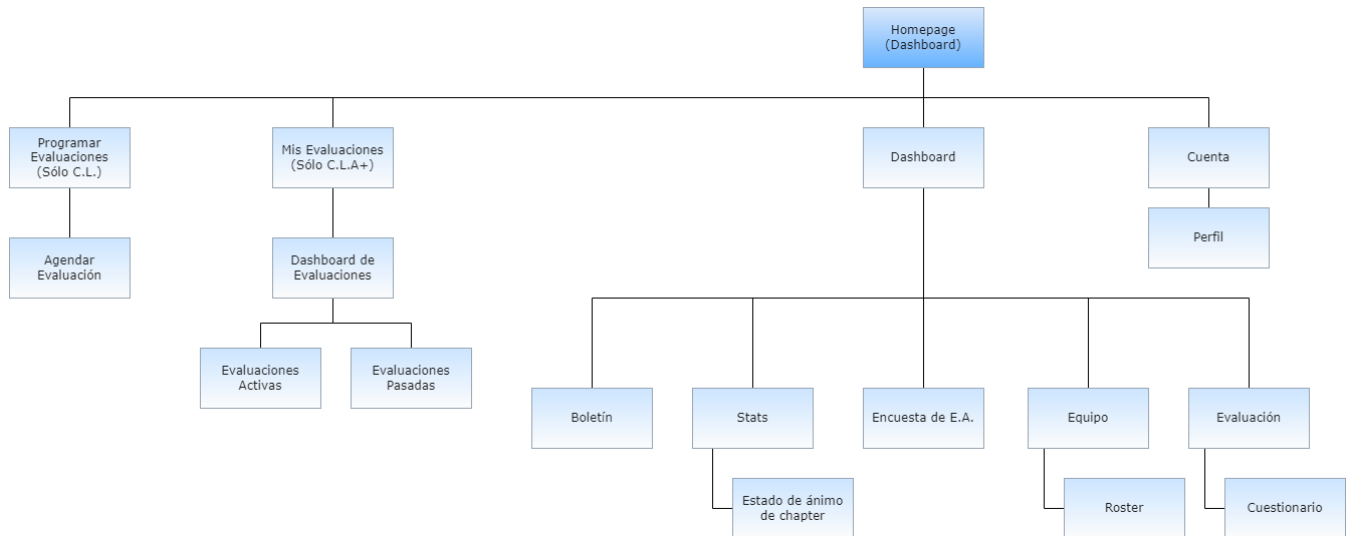 Homepage
(Dashboard)
Programar
Evaluaciones
(Sólo C.L.)
Mis Evaluaciones
(Sólo C.L.A+)
Dashboard
Cuenta
Agendar
Evaluación
Dashboard de
Evaluaciones
Perfil
Evaluaciones
Activas
Evaluaciones
Pasadas
Boletín
Stats
Encuesta de E.A.
Equipo
Evaluación
Estado de ánimo
de chapter
Roster
Cuestionario